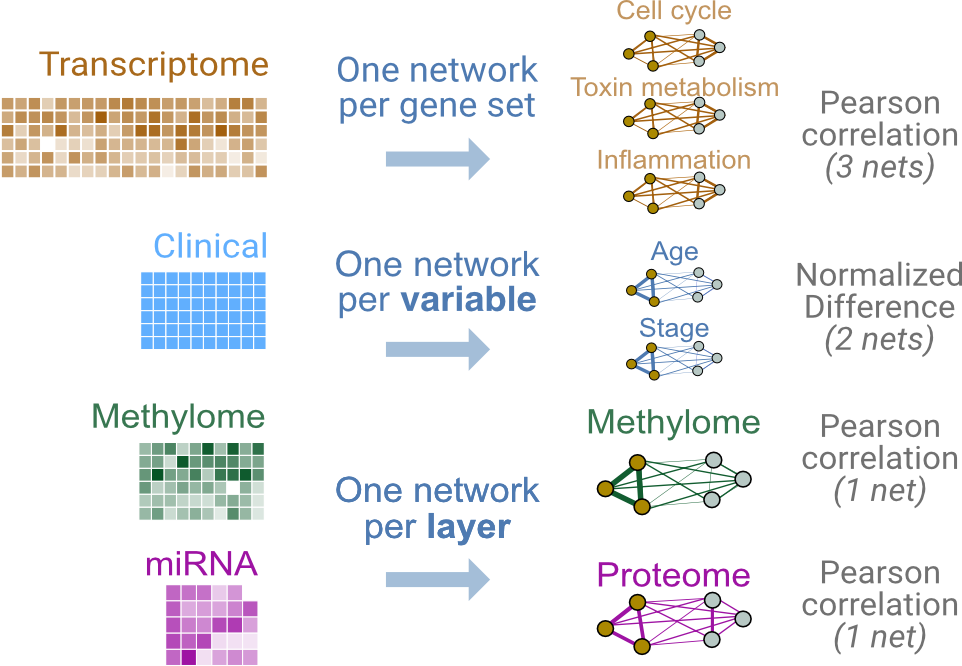 Transcriptome
One network
per gene set
Cell cycle
Toxin metabolism
Inflammation
Pearson
correlation
(3 nets)
Clinical
One network
per variable
Age
Stage
Normalized
Difference
(2 nets)
Methylome
One network
per layer
Methylome
Pearson
correlation
(1 net)
miRNA
Proteome
Pearson
correlation
(1 net)